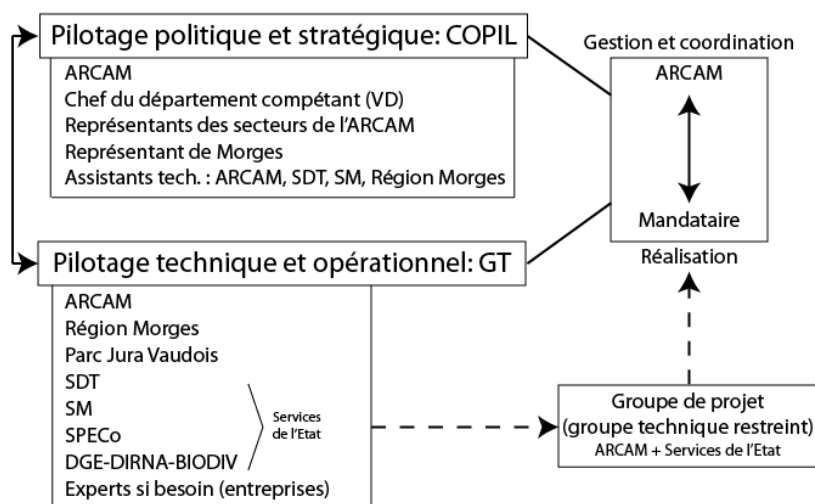 Pilotage politique et stratégique: COPIL
ARCAM
Chef du département compétant (VD)
Représentants des secteurs de l'ARCAM
Représentant de Morges
Assistants tech. : ARCAM, SDT, SM, Région Morges
Gestion et coordination
ARCAM
Mandataire
Réalisation
Pilotage technique et opérationnel: GT
ARCAM
Région Morges
Parc Jura Vaudois
SDT
SM
SPECo
DGE-DIRNA-BIODIV
Experts si besoin (entreprises)
Services
de l'Etat
Groupe de projet
(groupe technique restreint)
ARCAM + Services de l'Etat